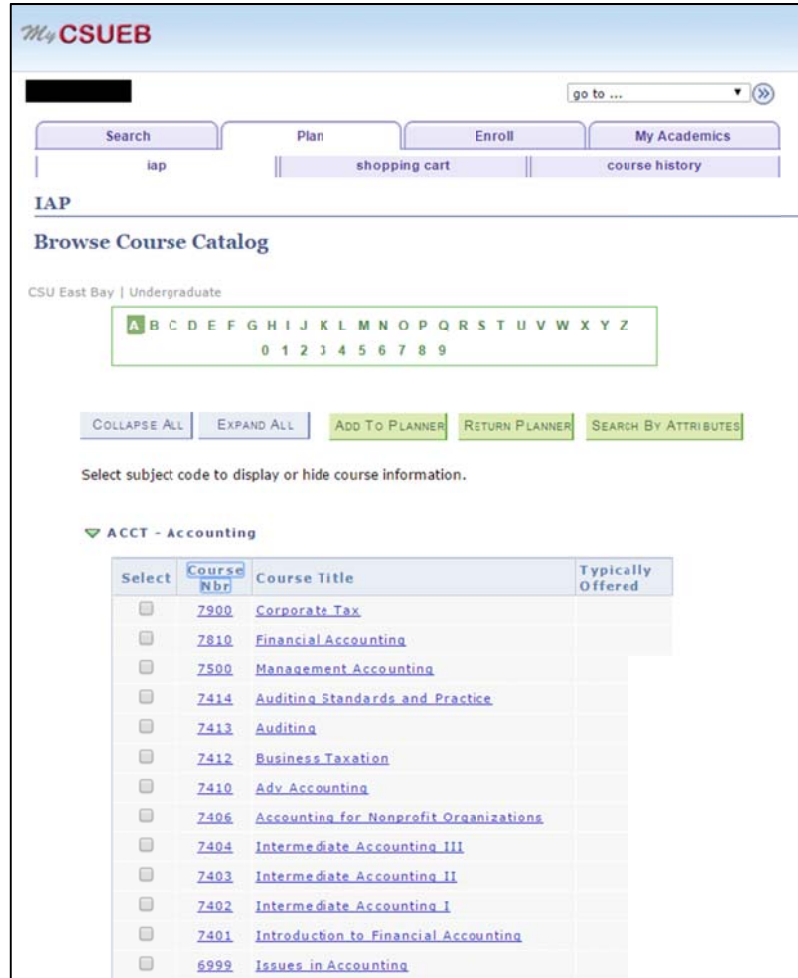 My CSUEB
go to ...
Search Plan Enroll My Academics
iap shopping cart course history
IAP
Browse Course Catalog
CSU East Bay | Undergraduate
A B C D E F G H I J K L M N O P Q R S T U V W X Y Z
0 1 2 3 4 5 6 7 8 9
COLLAPSE ALL EXPAND ALL ADD TO PLANNER RETURN PLANNER SEARCH BY ATTRIBUTES
Select subject code to display or hide course information.
ACCT - Accounting
Select Course Nbr Course Title Typically Offered
7900 Corporate Tax
7810 Financial Accounting
7500 Management Accounting
7414 Auditing Standards and Practice
7413 Auditing
7412 Business Taxation
7410 Adv Accounting
7406 Accounting for Nonprofit Organizations
7404 Intermediate Accounting III
7403 Intermediate Accounting II
7402 Intermediate Accounting I
7401 Introduction to Financial Accounting
6999 Issues in Accounting